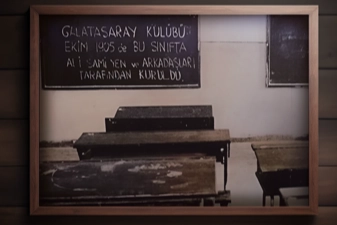 GALATASARAY KULÜBÜ
EKİM 1905 de BU SINIFTA
ALİ SAMİ YEN ve ARKADAŞLARI
TARAFINDAN KURULDU.